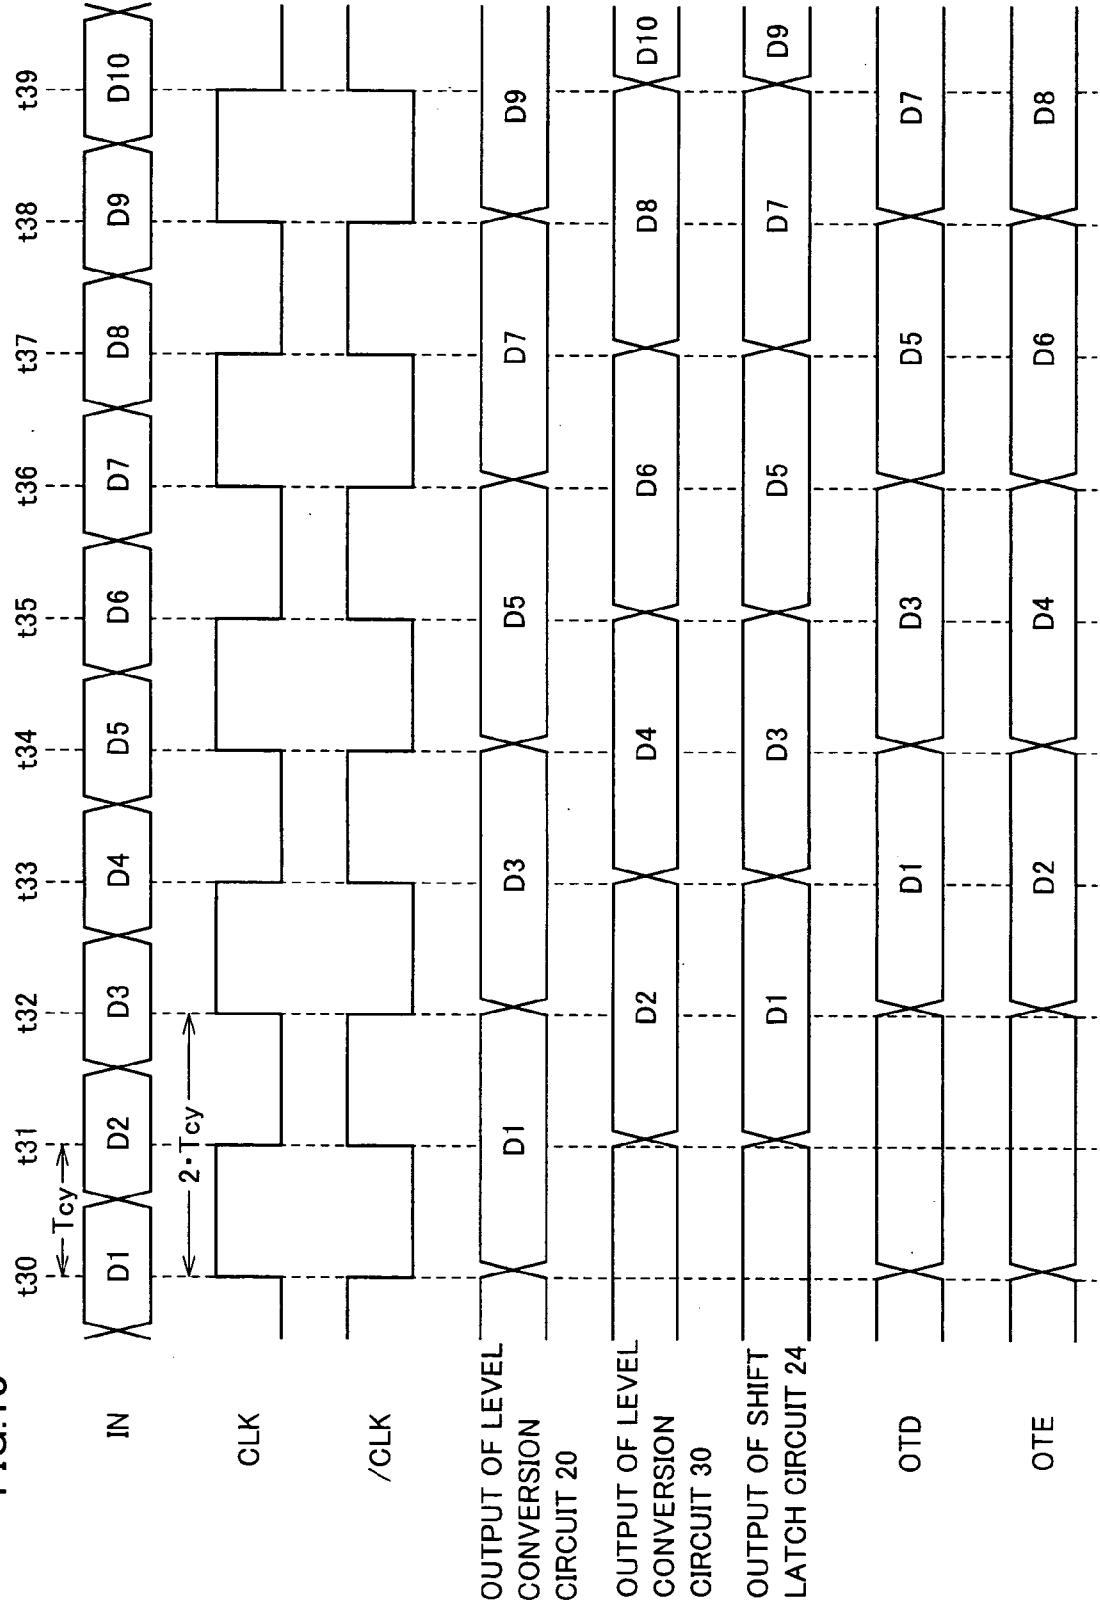 t30 t31 t32 t33 t34 t35 t36 t37 t38 t39
Tcy
IN D1 D2 D3 D4 D5 D6 D7 D8 D9 D10
2·Tcy
CLK
/CLK
OUTPUT OF LEVEL
CONVERSION
CIRCUIT 20
D1 D3 D5 D7 D9
OUTPUT OF LEVEL
CONVERSION
CIRCUIT 30
D2 D4 D6 D8 D10
OUTPUT OF SHIFT
LATCH CIRCUIT 24
D1 D3 D5 D7 D9
OTD D1 D3 D5 D7
OTE D2 D4 D6 D8